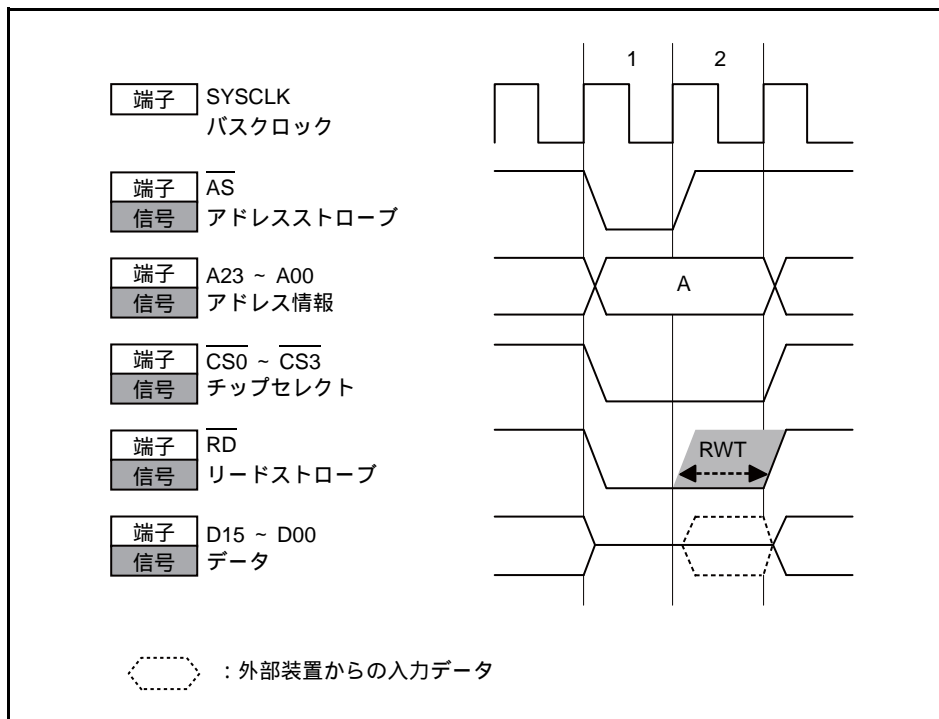 1 2
端子 SYSCLK
バスクロック
端子 AS
信号 アドレスストローブ
端子 A23 ~ A00
信号 アドレス情報
A
端子 CS0 ~ CS3
信号 チップセレクト
端子 RD
信号 リードストローブ
RWT
端子 D15 ~ D00
信号 データ
：外部装置からの入力データ